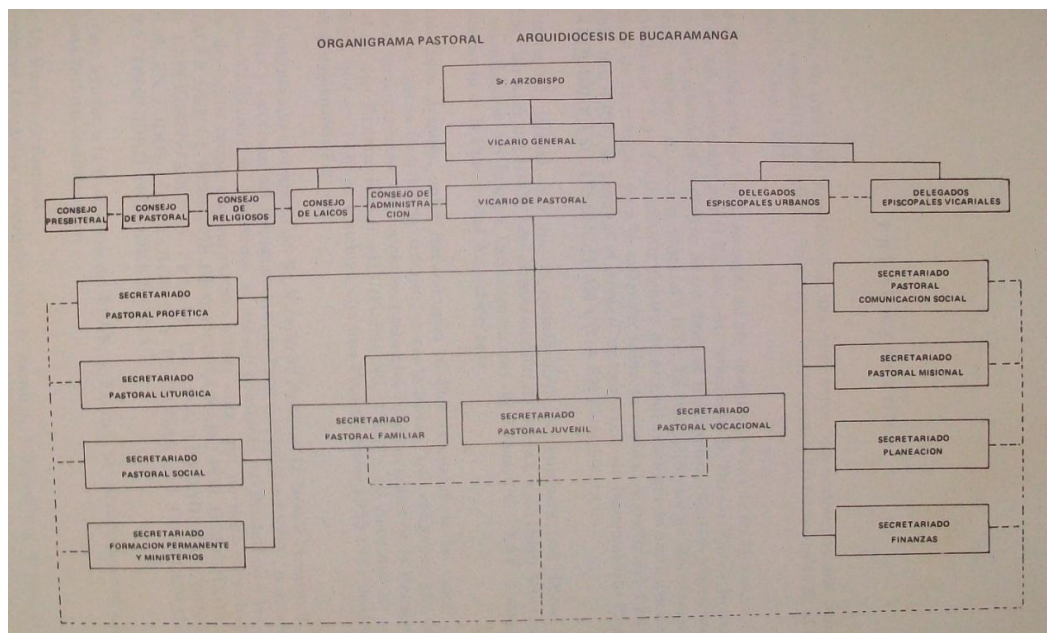 ORGANIGRAMA PASTORAL ARQUIDIOCESIS DE BUCARAMANGA
Sr. ARZOBISPO
VICARIO GENERAL
CONSEJO
PRESBITERAL
CONSEJO
DE PASTORAL
CONSEJO
DE
RELIGIOSOS
CONSEJO
DE LAICOS
CONSEJO DE
ADMINISTRA
CION
VICARIO DE PASTORAL
DELEGADOS
ESPISCOPALES URBANOS
DELEGADOS
EPISCOPALES VICARIALES
SECRETARIADO
PASTORAL PROFETICA
SECRETARIADO
PASTORAL LITURGICA
SECRETARIADO
PASTORAL SOCIAL
SECRETARIADO
FORMACION PERMANENTE
Y MINISTERIOS
SECRETARIADO
PASTORAL FAMILIAR
SECRETARIADO
PASTORAL JUVENIL
SECRETARIADO
PASTORAL VOCACIONAL
SECRETARIADO
PASTORAL
COMUNICACION SOCIAL
SECRETARIADO
PASTORAL MISIONAL
SECRETARIADO
PLANEACION
SECRETARIADO
FINANZAS